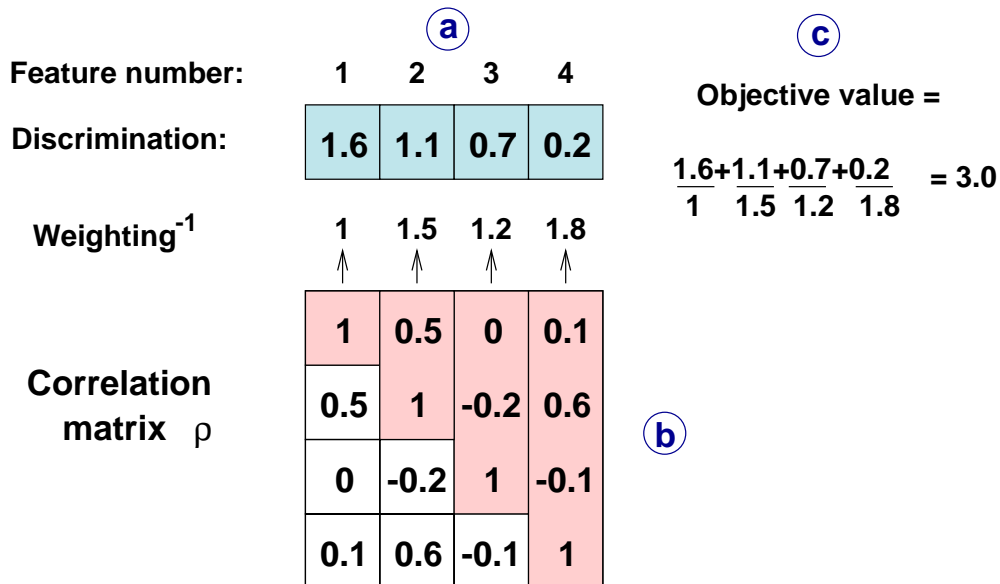 a
Feature number: 1 2 3 4
Discrimination: 1.6 1.1 0.7 0.2
Weighting-1 1 1.5 1.2 1.8
Correlation matrix ρ
1 0.5 0 0.1
0.5 1 -0.2 0.6
0 -0.2 1 -0.1
0.1 0.6 -0.1 1
b
c
Objective value =
1.6+1.1+0.7+0.2 = 3.0
1 1.5 1.2 1.8